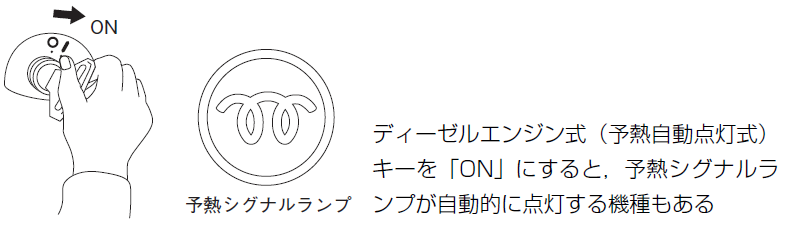 ON
予熱シグナルランプ
ディーゼルエンジン式（予熱自動点灯式）
キーを「ON」にすると，予熱シグナルラ
ンプが自動的に点灯する機種もある